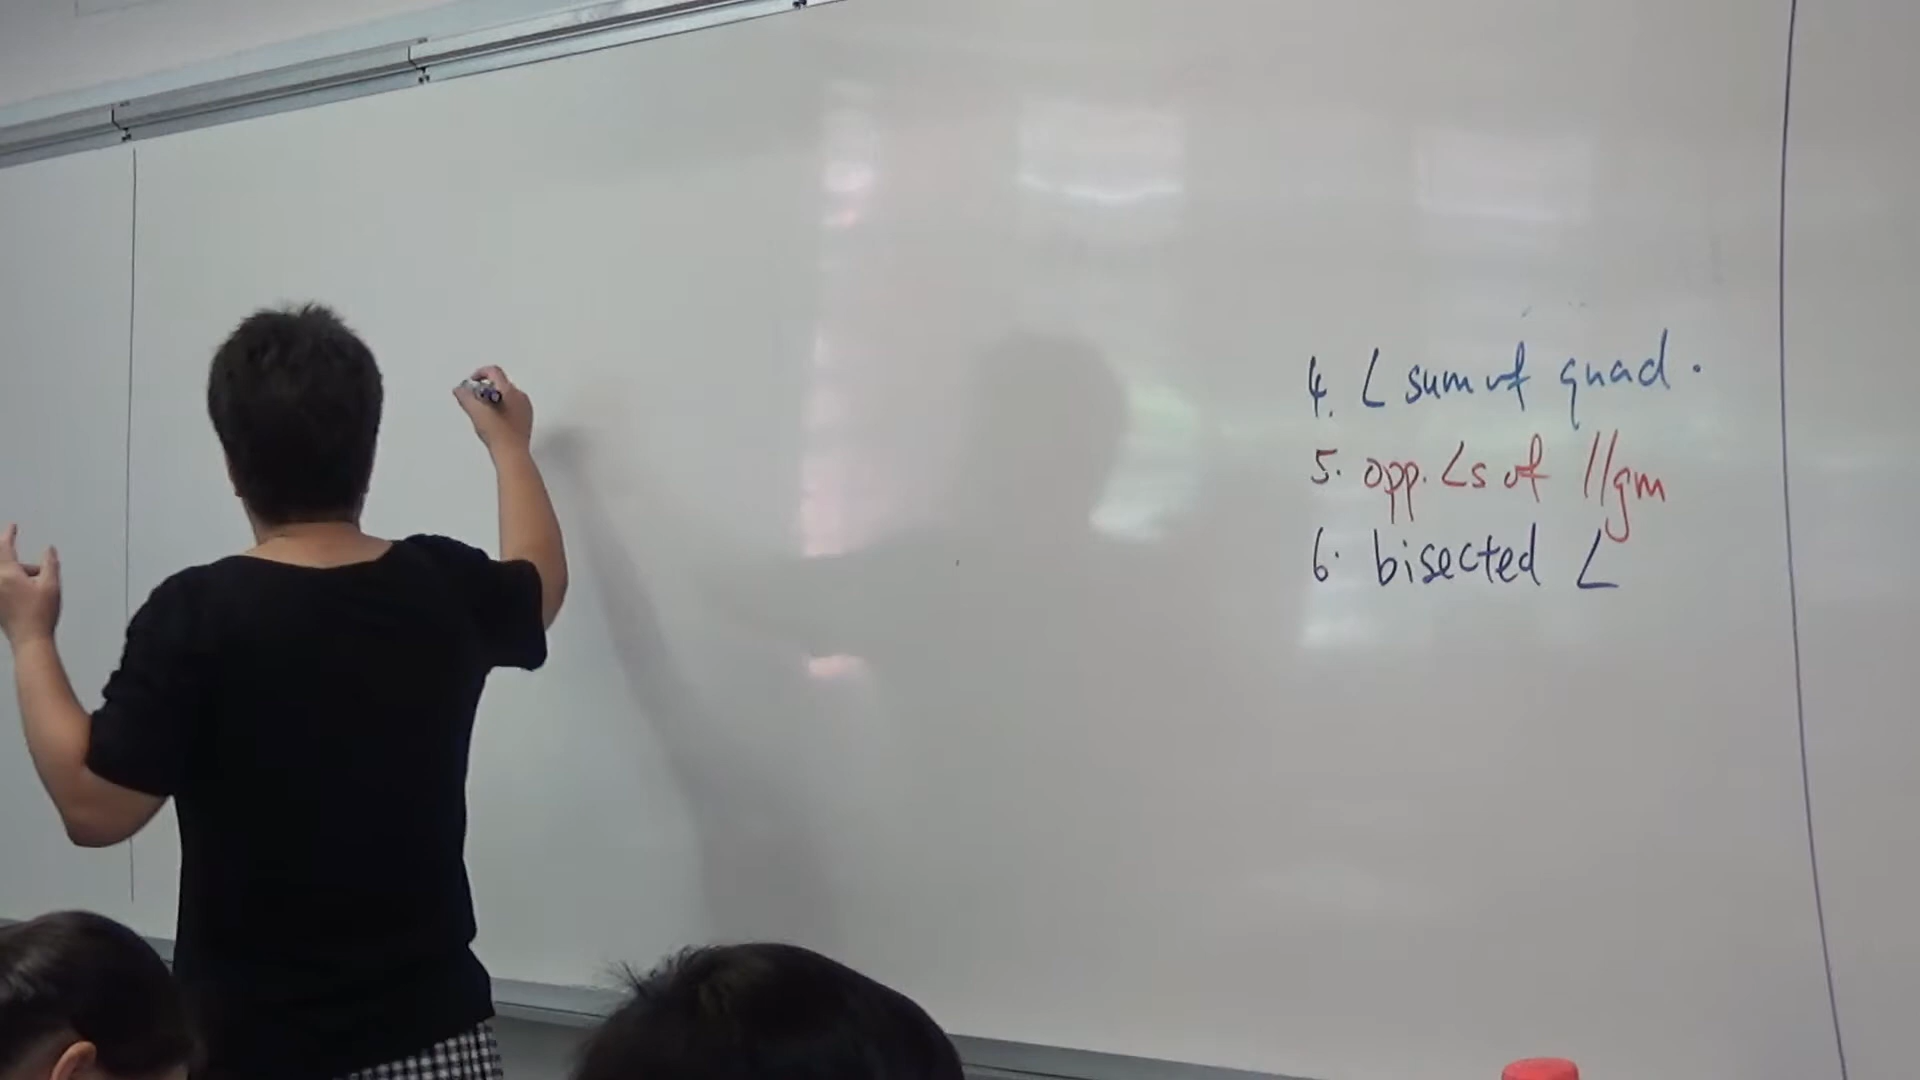 4. ∠ sum of quad.
5. opp. ∠s of //gm
6. bisected ∠